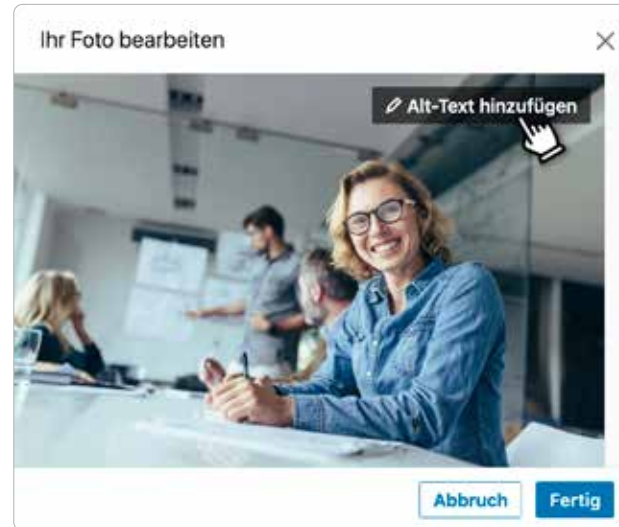 Ihr Foto bearbeiten
Alt-Text hinzufügen
Abbruch
Fertig